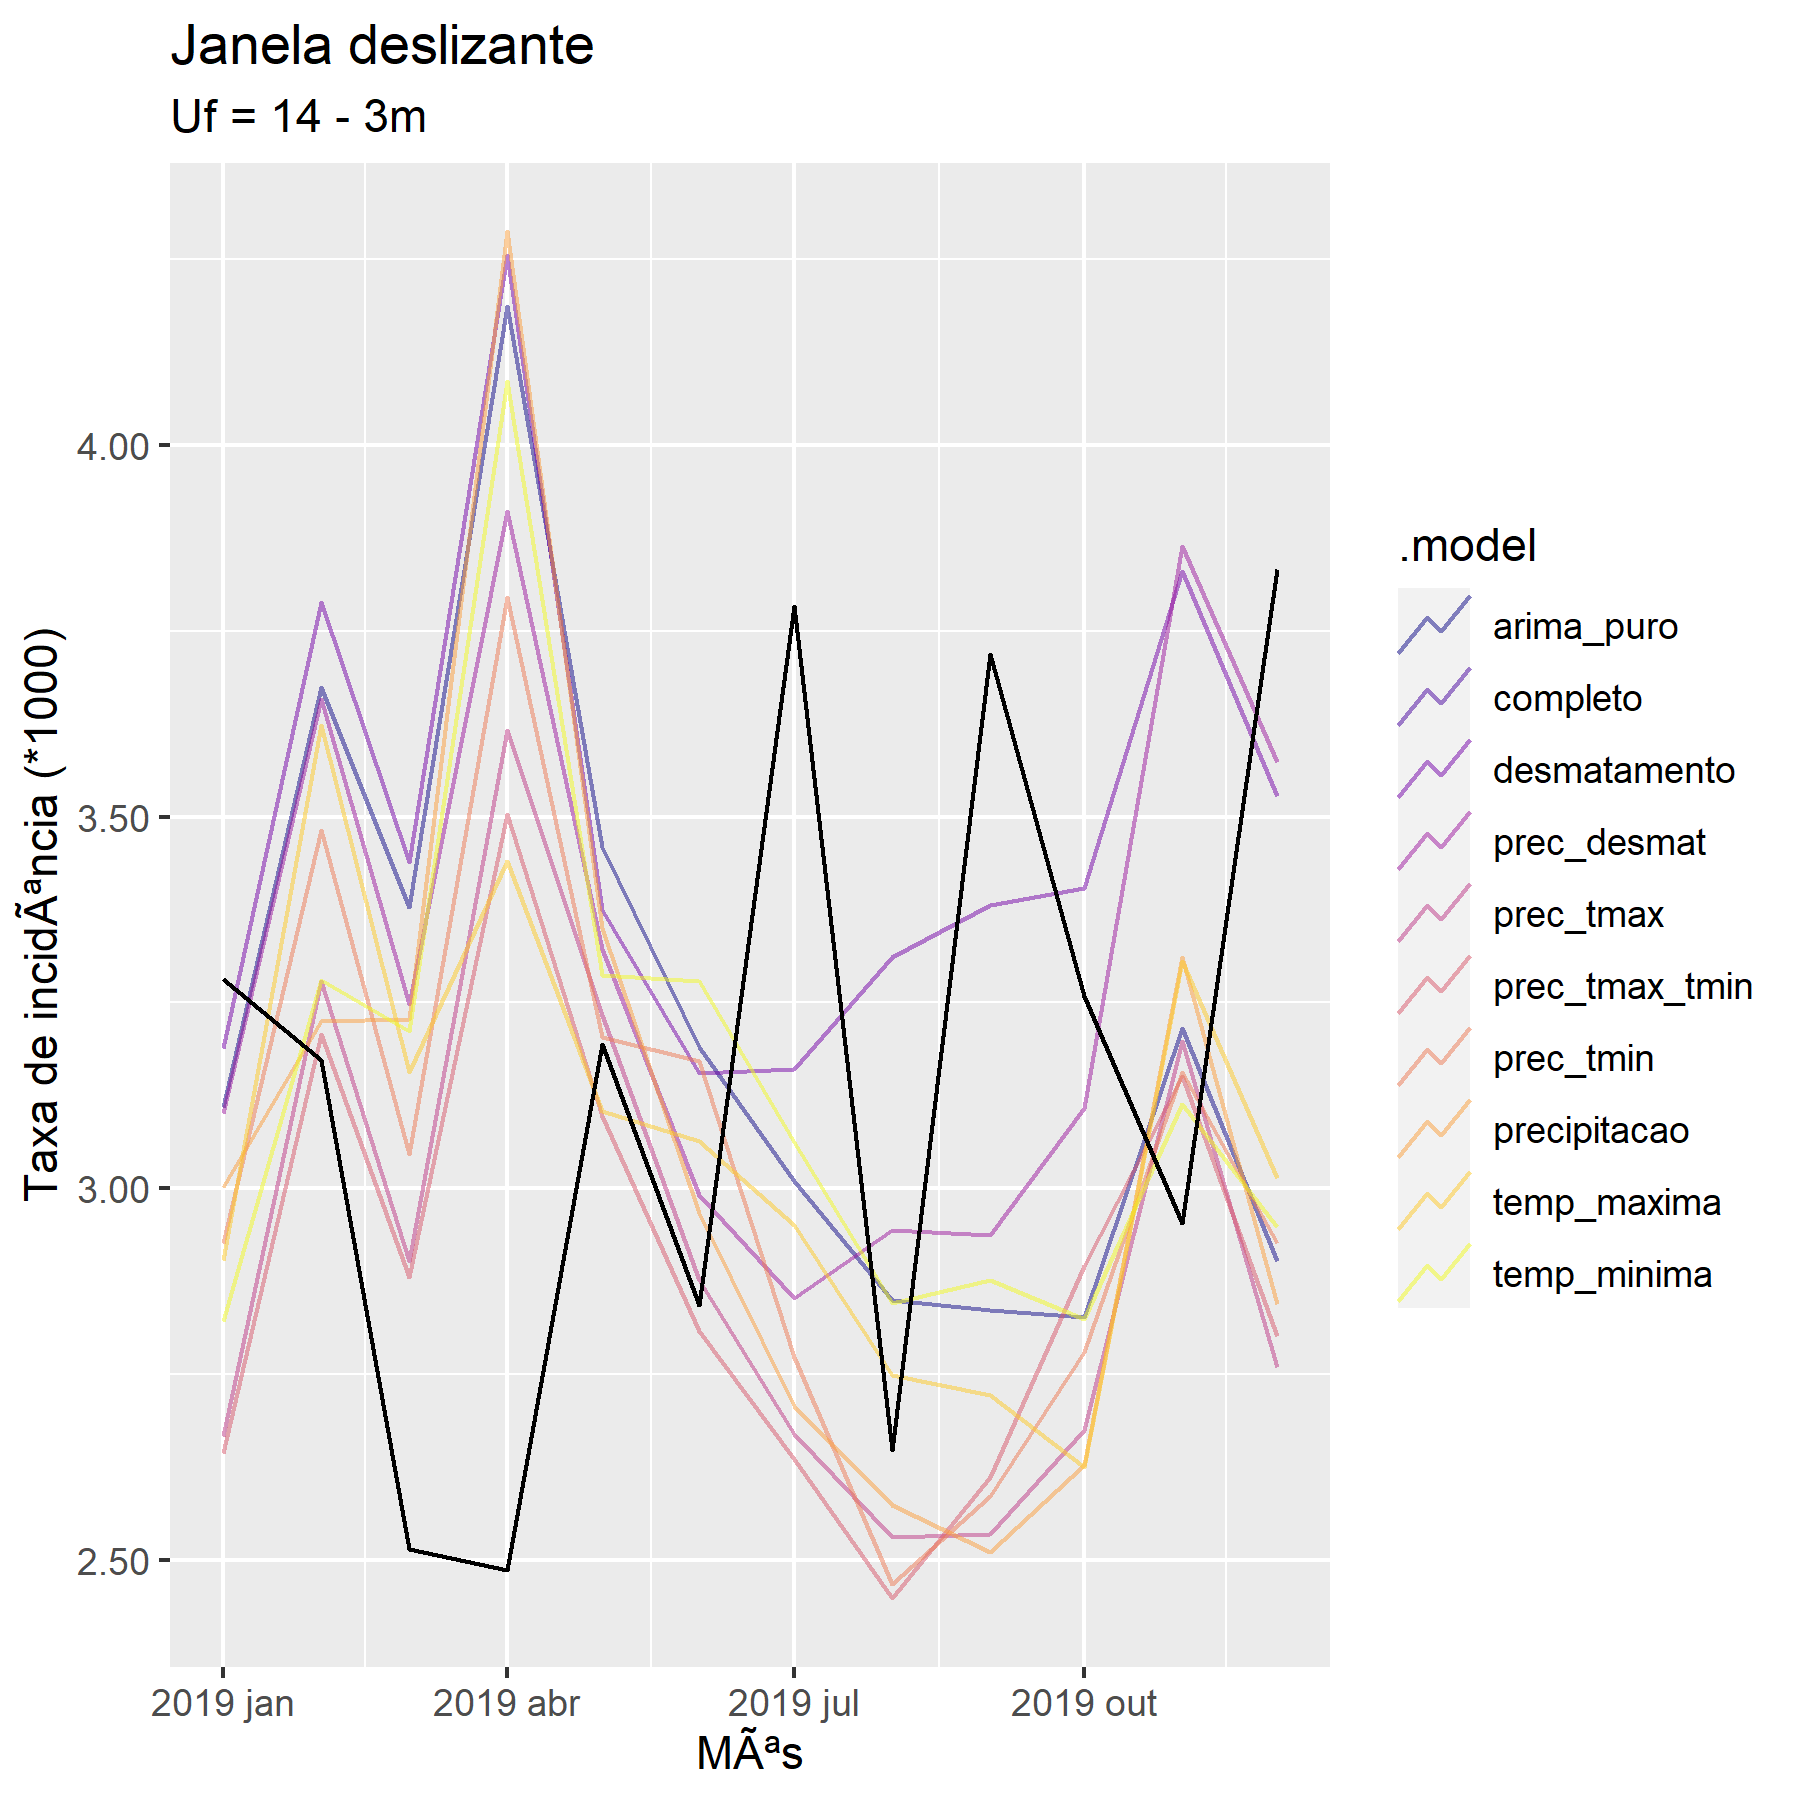 Janela deslizante
Uf = 14 - 3m
Taxa de incidÃªncia (*1000)
4.00
3.50
3.00
2.50
2019 jan
2019 abr
2019 jul
2019 out
MÃªs
.model
arima_puro
completo
desmatamento
prec_desmat
prec_tmax
prec_tmax_tmin
prec_tmin
precipitacao
temp_maxima
temp_minima